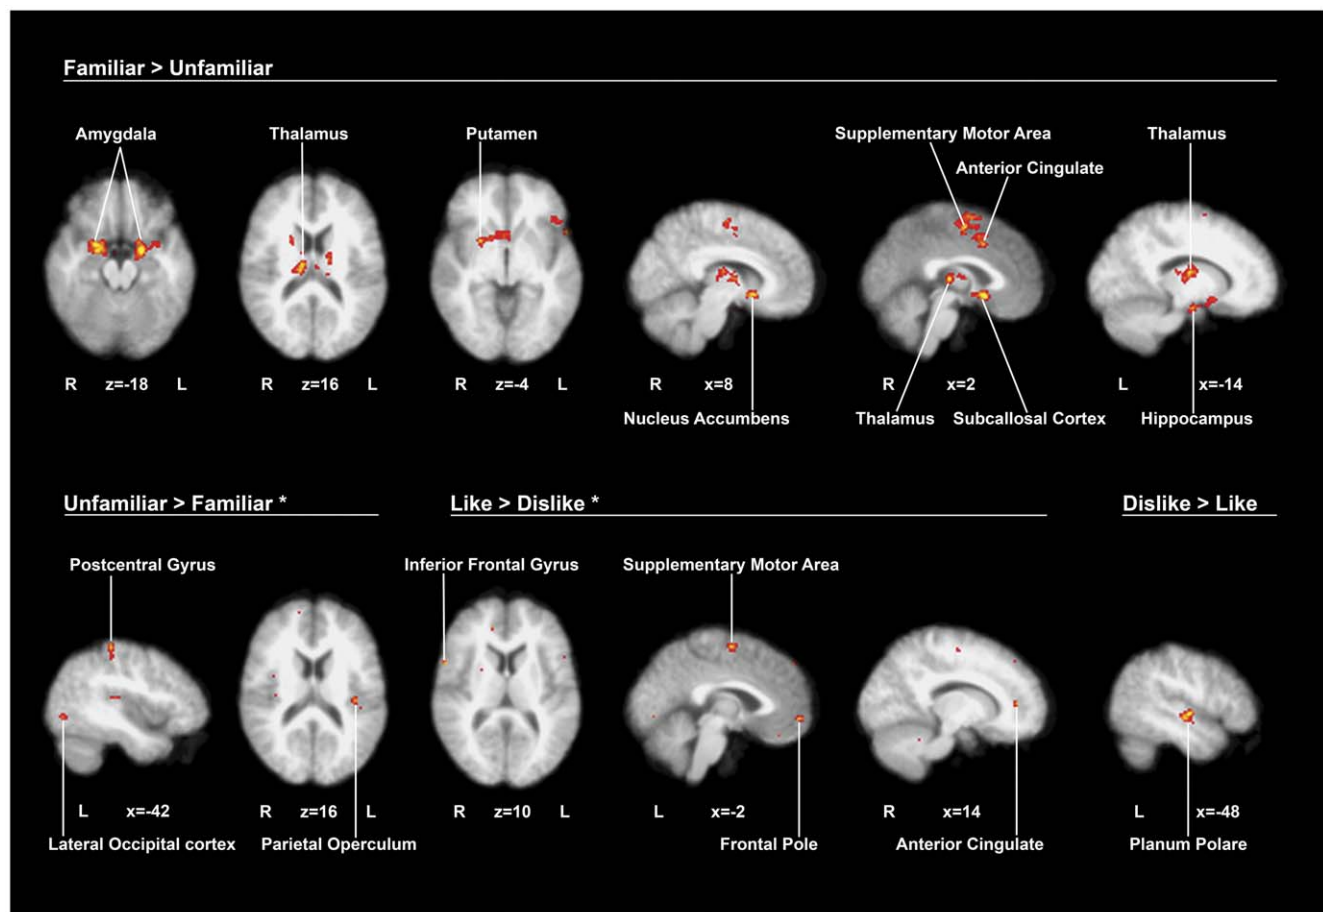 Familiar > Unfamiliar
Amygdala Thalamus Putamen Supplementary Motor Area Thalamus
Anterior Cingulate
R z=-18 L R z=16 L R z=-4 L R x=8 R x=2 L x=-14
Nucleus Accumbens Thalamus Subcallosal Cortex Hippocampus
Unfamiliar > Familiar * Like > Dislike * Dislike > Like
Postcentral Gyrus Inferior Frontal Gyrus Supplementary Motor Area
L x=-42 R z=16 L R z=10 L L x=-2 R x=14 L x=-48
Lateral Occipital cortex Parietal Operculum Frontal Pole Anterior Cingulate Planum Polare